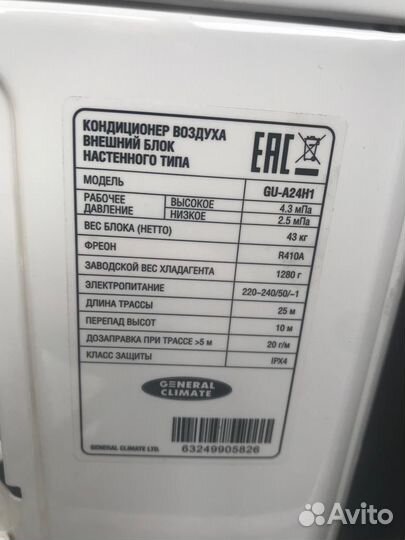 КОНДИЦИОНЕР ВОЗДУХА
ВНЕШНИЙ БЛОК
НАСТЕННОГО ТИПА
EAC
МОДЕЛЬ GU-A24H1
РАБОЧЕЕ ДАВЛЕНИЕ ВЫСОКОЕ 4.3 мПа
НИЗКОЕ 2.5 мПа
ВЕС БЛОКА (НЕТТО) 43 кг
ФРЕОН R410A
ЗАВОДСКОЙ ВЕС ХЛАДАГЕНТА 1280 г
ЭЛЕКТРОПИТАНИЕ 220-240/50/~1
ДЛИНА ТРАССЫ 25 м
ПЕРЕПАД ВЫСОТ 10 м
ДОЗАПРАВКА ПРИ ТРАССЕ >5 м 20 г/м
КЛАСС ЗАЩИТЫ IPX4
GENERAL
CLIMATE
GENERAL CLIMATE LTD. 63249905826
Avito